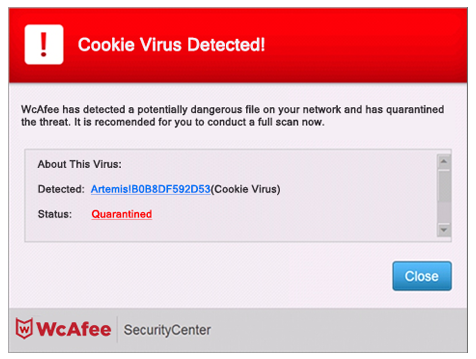 !
Cookie Virus Detected!
WcAfee has detected a potentially dangerous file on your network and has quarantined
the threat. It is recomended for you to conduct a full scan now.
About This Virus:
Detected: Artemis!B0B8DF592D53(Cookie Virus)
Status: Quarantined
Close
WcAfee SecurityCenter